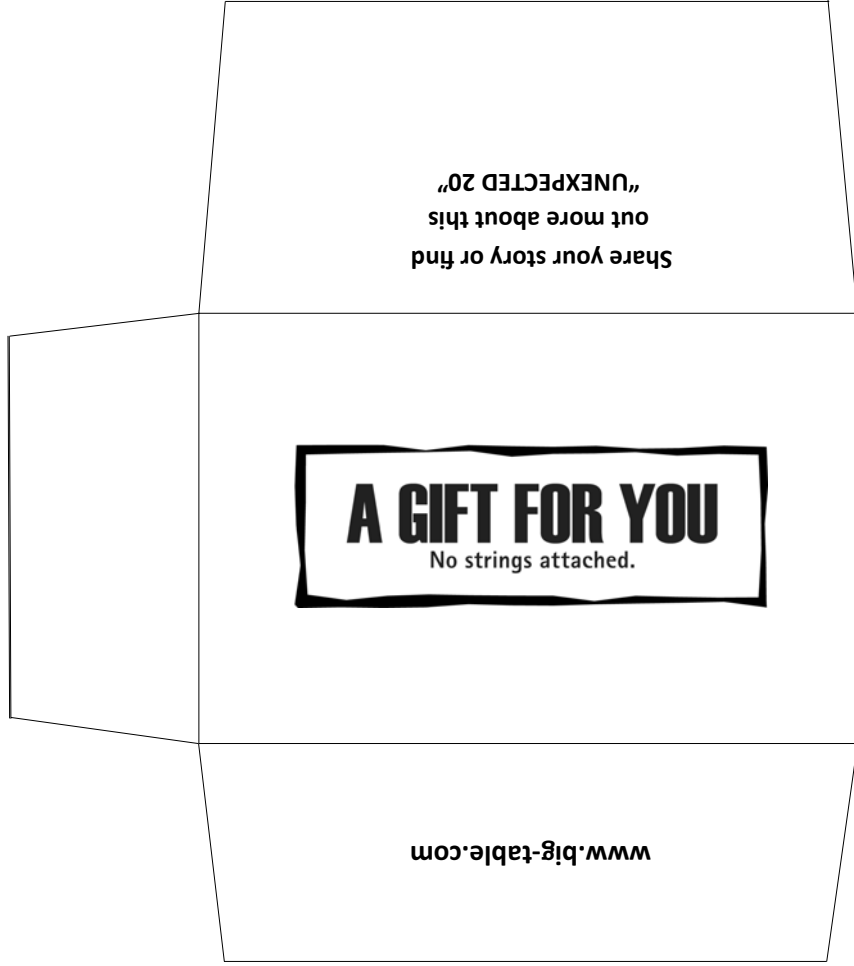 Share your story or find
out more about this
“UNEXPECTED 20”
A GIFT FOR YOU
No strings attached.
www.big-table.com